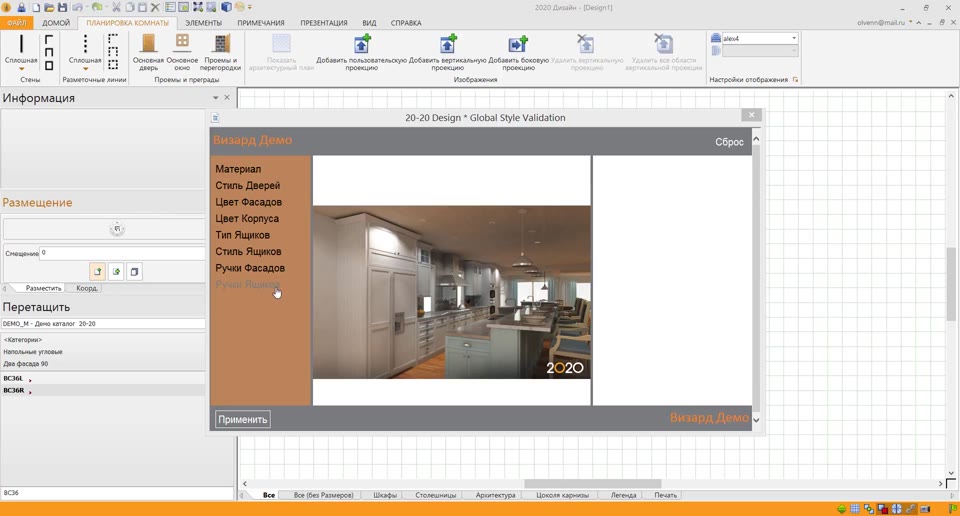 2020 Дизайн - [Design1]
ФАЙЛ ДОМОЙ ПЛАНИРОВКА КОМНАТЫ ЭЛЕМЕНТЫ ПРИМЕЧАНИЯ ПРЕЗЕНТАЦИЯ ВИД СПРАВКА olvenn@mail.ru
Сплошная Сплошная Основная дверь Основное окно Проемы и перегородки Показать архитектурный план Добавить пользовательскую проекцию Добавить вертикальную проекцию Добавить боковую проекцию Удалить вертикальную проекцию Удалить все области вертикальной проекции alex4
Стены Разметочные линии Проемы и преграды Изображения Настройки отображения
Информация
20-20 Design * Global Style Validation
Визард Демо
Сброс
Материал
Стиль Дверей
Цвет Фасадов
Цвет Корпуса
Тип Ящиков
Стиль Ящиков
Ручки Фасадов
Ручки Ящиков
2020
Применить
Визард Демо
Размещение
Смещение 0
Разместить Коорд.
Перетащить
DEMO_M - Демо каталог 20-20
<Категории>
Напольные угловые
Два фасада 90
BC36L
BC36R
BC36
Все Все (без Размеров) Шкафы Столешницы Архитектура Цоколя карнизы Легенда Печать